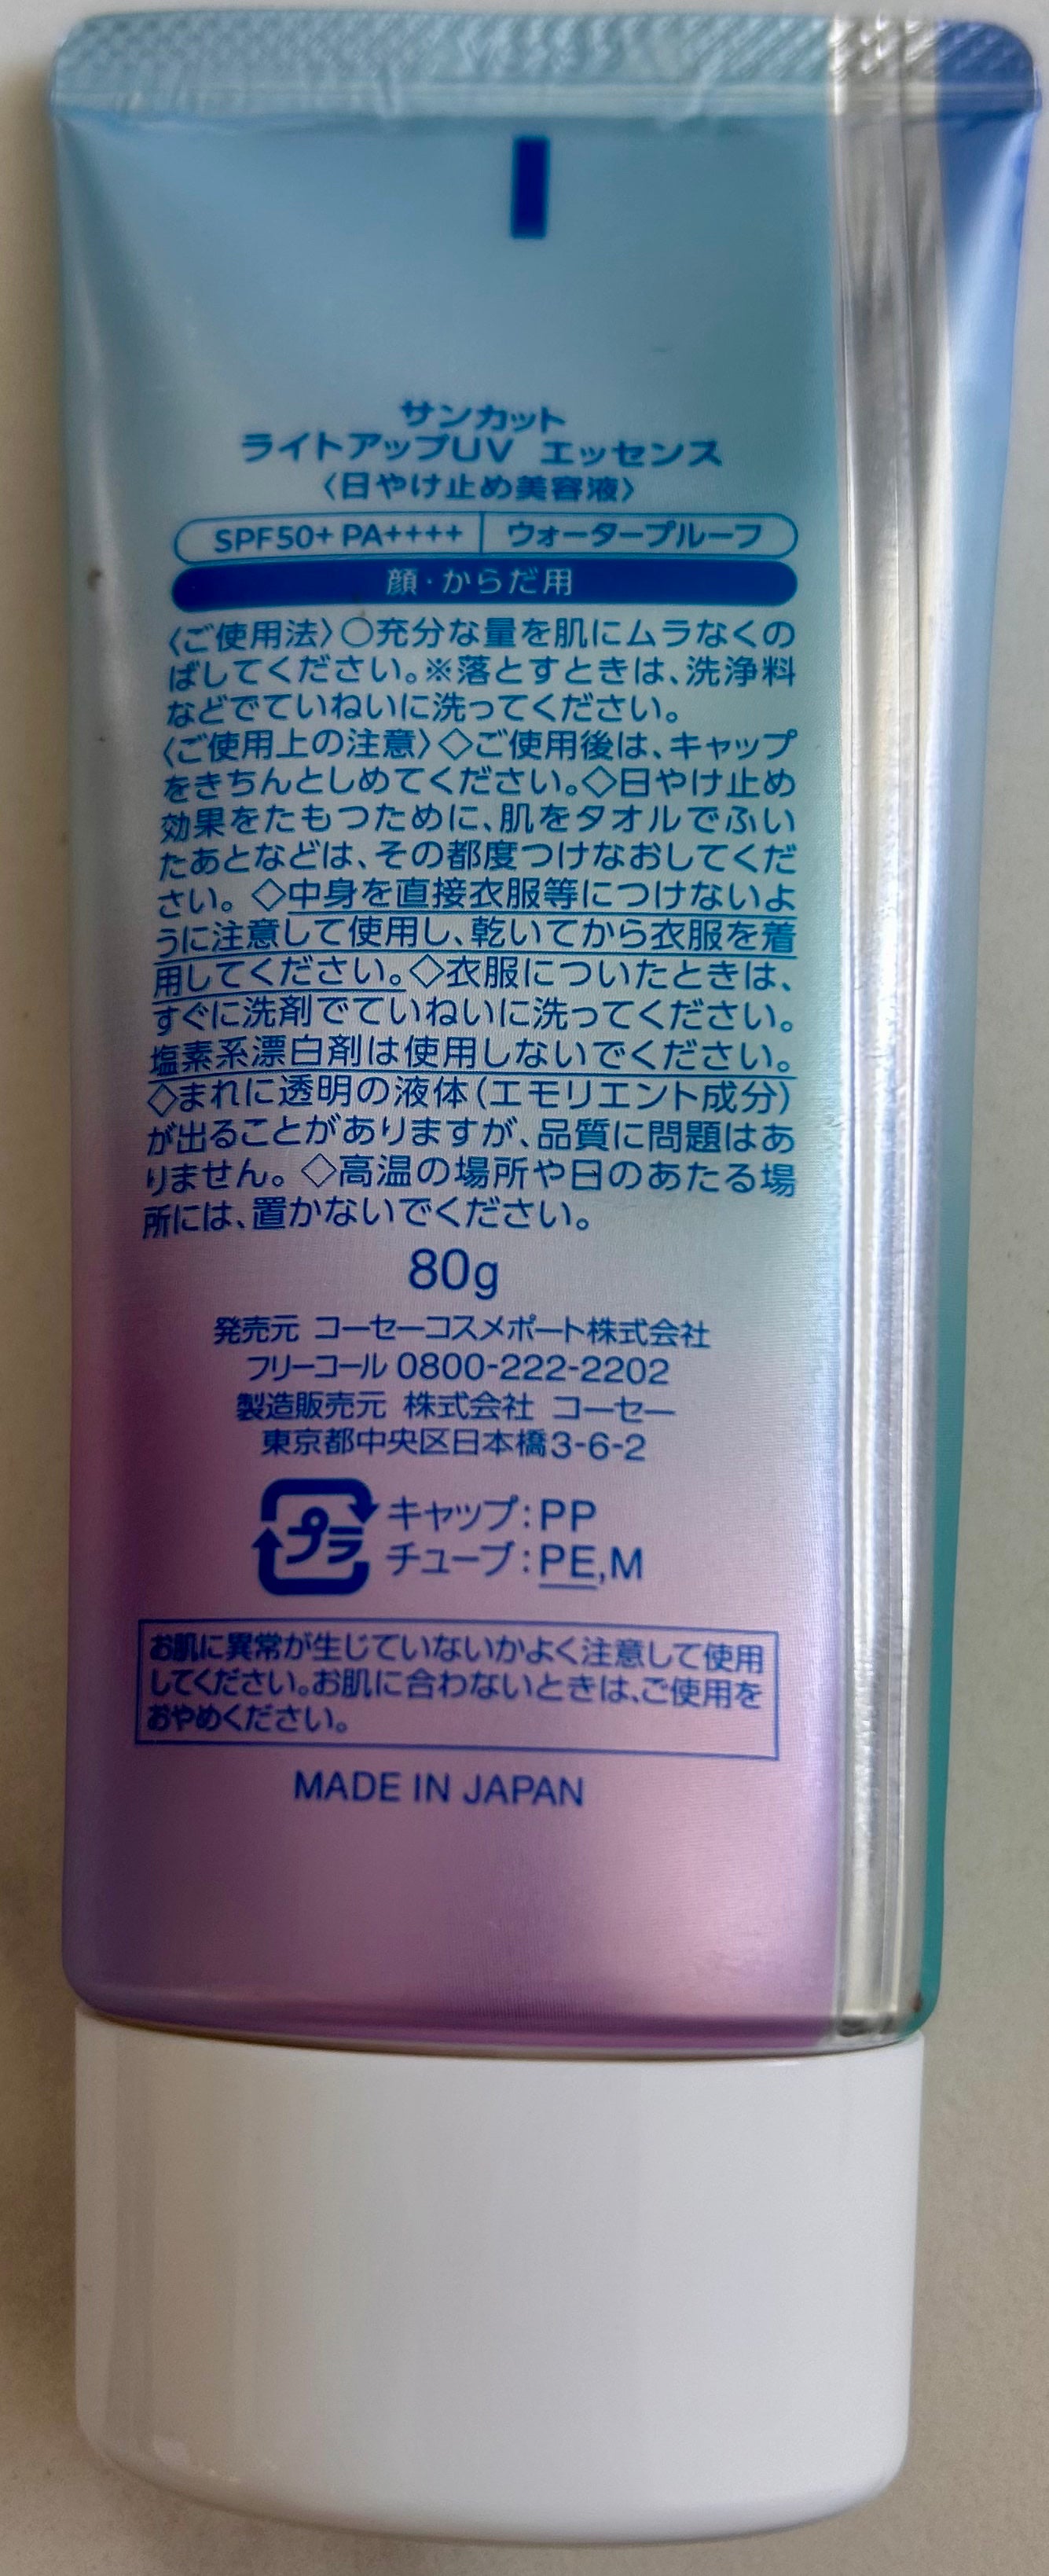 サンカット
ライトアップUV エッセンス
〈日やけ止め美容液〉
SPF50+ PA++++ ウォータープルーフ
顔・からだ用
〈ご使用法〉○充分な量を肌にムラなくの
ばしてください。※落とすときは、洗浄料
などでていねいに洗ってください。
〈ご使用上の注意〉◇ご使用後は、キャップ
をきちんとしめてください。◇日やけ止め
効果をたもつために、肌をタオルでふい
たあとなどは、その都度つけなおしてくだ
さい。◇中身を直接衣服等につけないよ
うに注意して使用し、乾いてから衣服を着
用してください。◇衣服についたときは、
すぐに洗剤でていねいに洗ってください。
塩素系漂白剤は使用しないでください。
◇まれに透明の液体(エモリエント成分)
が出ることがありますが、品質に問題はあ
りません。◇高温の場所や日のあたる場
所には、置かないでください。
80g
発売元 コーセーコスメポート株式会社
フリーコール 0800-222-2202
製造販売元 株式会社 コーセー
東京都中央区日本橋3-6-2
プラ
キャップ:PP
チューブ:PE,M
お肌に異常が生じていないかよく注意して使用
してください。お肌に合わないときは、ご使用を
おやめください。
MADE IN JAPAN